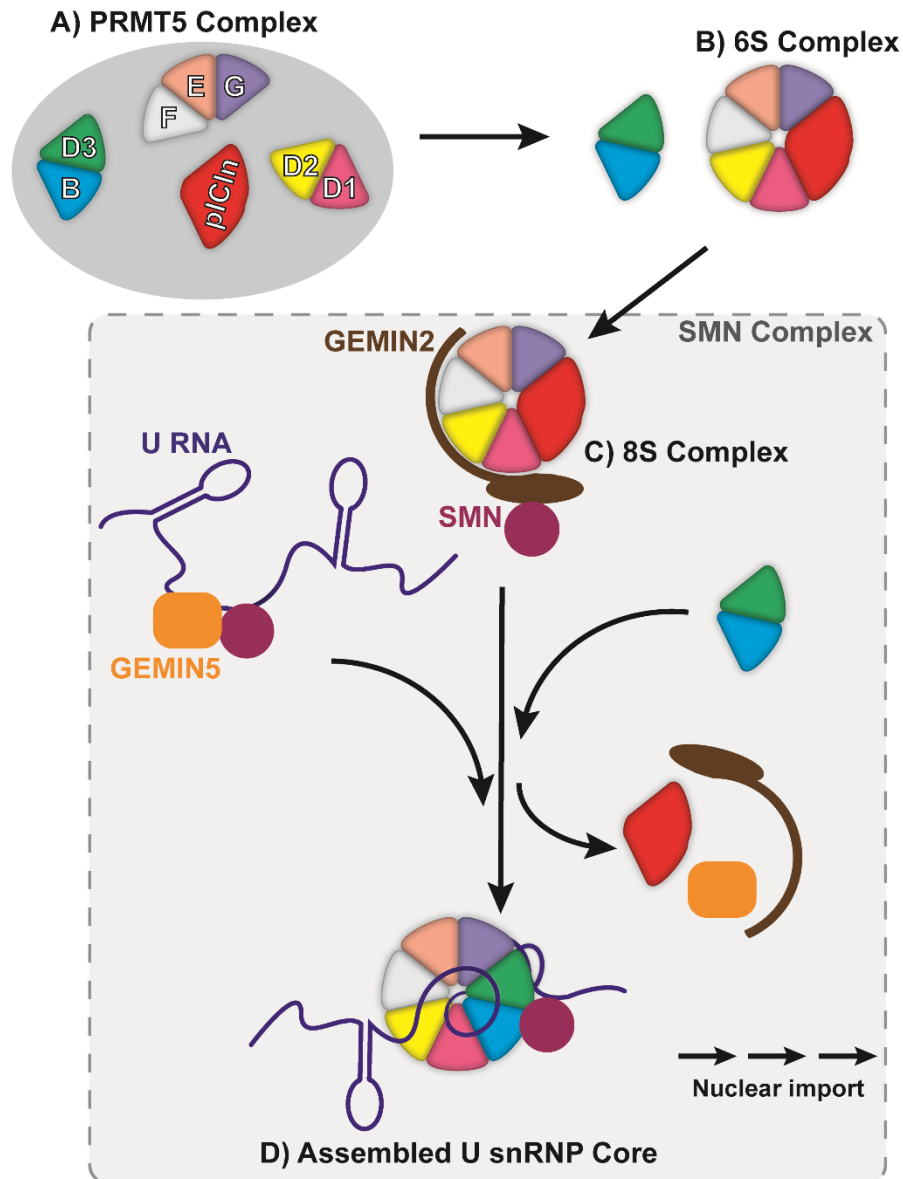 A) PRMT5 Complex
E
G
F
D3
B
pICln
D2
D1
B) 6S Complex
SMN Complex
GEMIN2
U RNA
C) 8S Complex
SMN
GEMIN5
Nuclear import
D) Assembled U snRNP Core